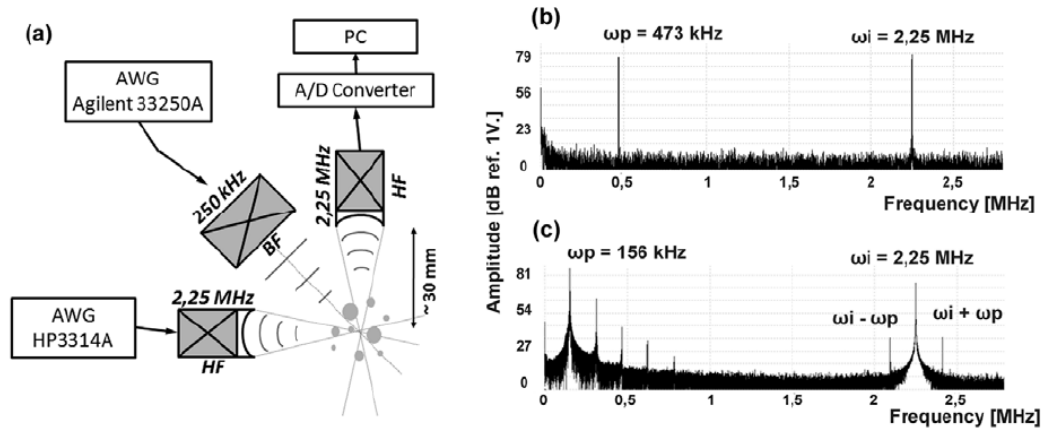 (a)
PC
A/D Converter
AWG
Agilent 33250A
250 kHz
BF
2,25 MHz
HF
~ 30 mm
2,25 MHz
HF
AWG
HP3314A
(b)
ωp = 473 kHz
ωi = 2,25 MHz
79
56
23
0
0
0,5
1
1,5
2
2,5
Frequency [MHz]
Amplitude [dB ref. 1V.]
(c)
ωp = 156 kHz
ωi = 2,25 MHz
ωi - ωp
ωi + ωp
81
54
27
0
0
0,5
1
1,5
2
2,5
Frequency [MHz]